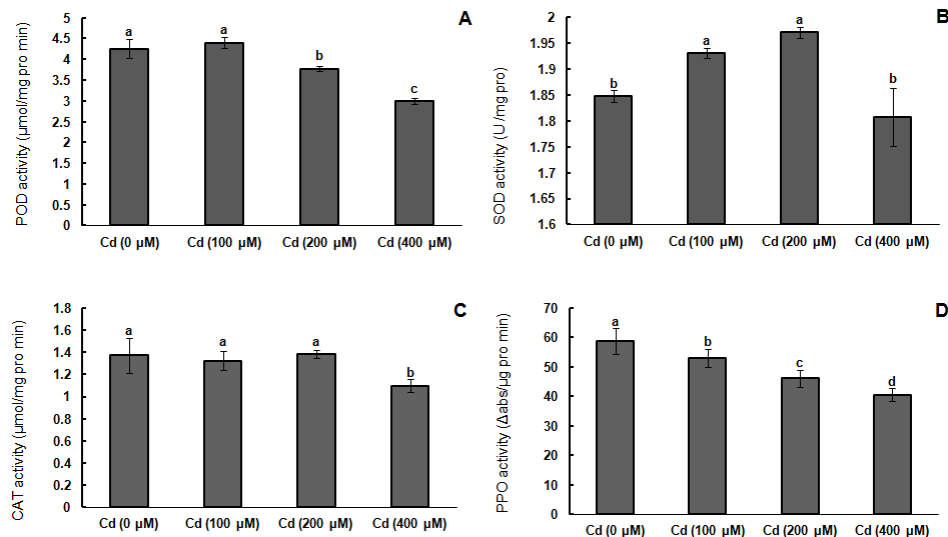 A
POD activity (µmol/mg pro min)
5
4.5
4
3.5
3
2.5
2
1.5
1
0.5
0
a
a
b
c
Cd (0 µM)
Cd (100 µM)
Cd (200 µM)
Cd (400 µM)
B
SOD activity (U /mg pro)
2
1.95
1.9
1.85
1.8
1.75
1.7
1.65
1.6
b
a
a
b
Cd (0 µM)
Cd (100 µM)
Cd (200 µM)
Cd (400 µM)
C
CAT activity (µmol/mg pro min)
1.8
1.6
1.4
1.2
1
0.8
0.6
0.4
0.2
0
a
a
a
b
Cd (0 µM)
Cd (100 µM)
Cd (200 µM)
Cd (400 µM)
D
PPO activity (Δabs/µg pro min)
70
60
50
40
30
20
10
0
a
b
c
d
Cd (0 µM)
Cd (100 µM)
Cd (200 µM)
Cd (400 µM)